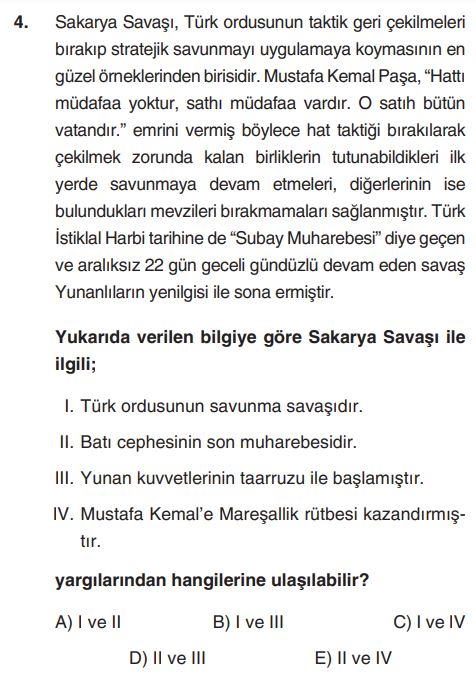 4. Sakarya Savaşı, Türk ordusunun taktik geri çekilmeleri
bırakıp stratejik savunmayı uygulamaya koymasının en
güzel örneklerinden birisidir. Mustafa Kemal Paşa, “Hattı
müdafaa yoktur, sathı müdafaa vardır. O satıh bütün
vatandır.” emrini vermiş böylece hat taktiği bırakılarak
çekilmek zorunda kalan birliklerin tutunabildikleri ilk
yerde savunmaya devam etmeleri, diğerlerinin ise
bulundukları mevzileri bırakmamaları sağlanmıştır. Türk
İstiklal Harbi tarihine de “Subay Muharebesi” diye geçen
ve aralıksız 22 gün geceli gündüzlü devam eden savaş
Yunanlıların yenilgisi ile sona ermiştir.
Yukarıda verilen bilgiye göre Sakarya Savaşı ile
ilgili;
I. Türk ordusunun savunma savaşıdır.
II. Batı cephesinin son muharebesidir.
III. Yunan kuvvetlerinin taarruzu ile başlamıştır.
IV. Mustafa Kemal’e Mareşallik rütbesi kazandırmış-
tır.
yargılarından hangilerine ulaşılabilir?
A) I ve II B) I ve III C) I ve IV
D) II ve III E) II ve IV